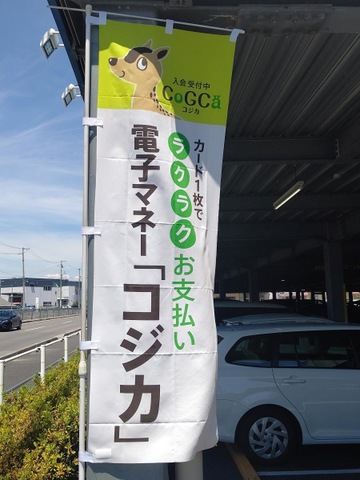 入会受付中
CoGCa
コジカ
カード1枚で
ラクラクお支払い
電子マネー「コジカ」